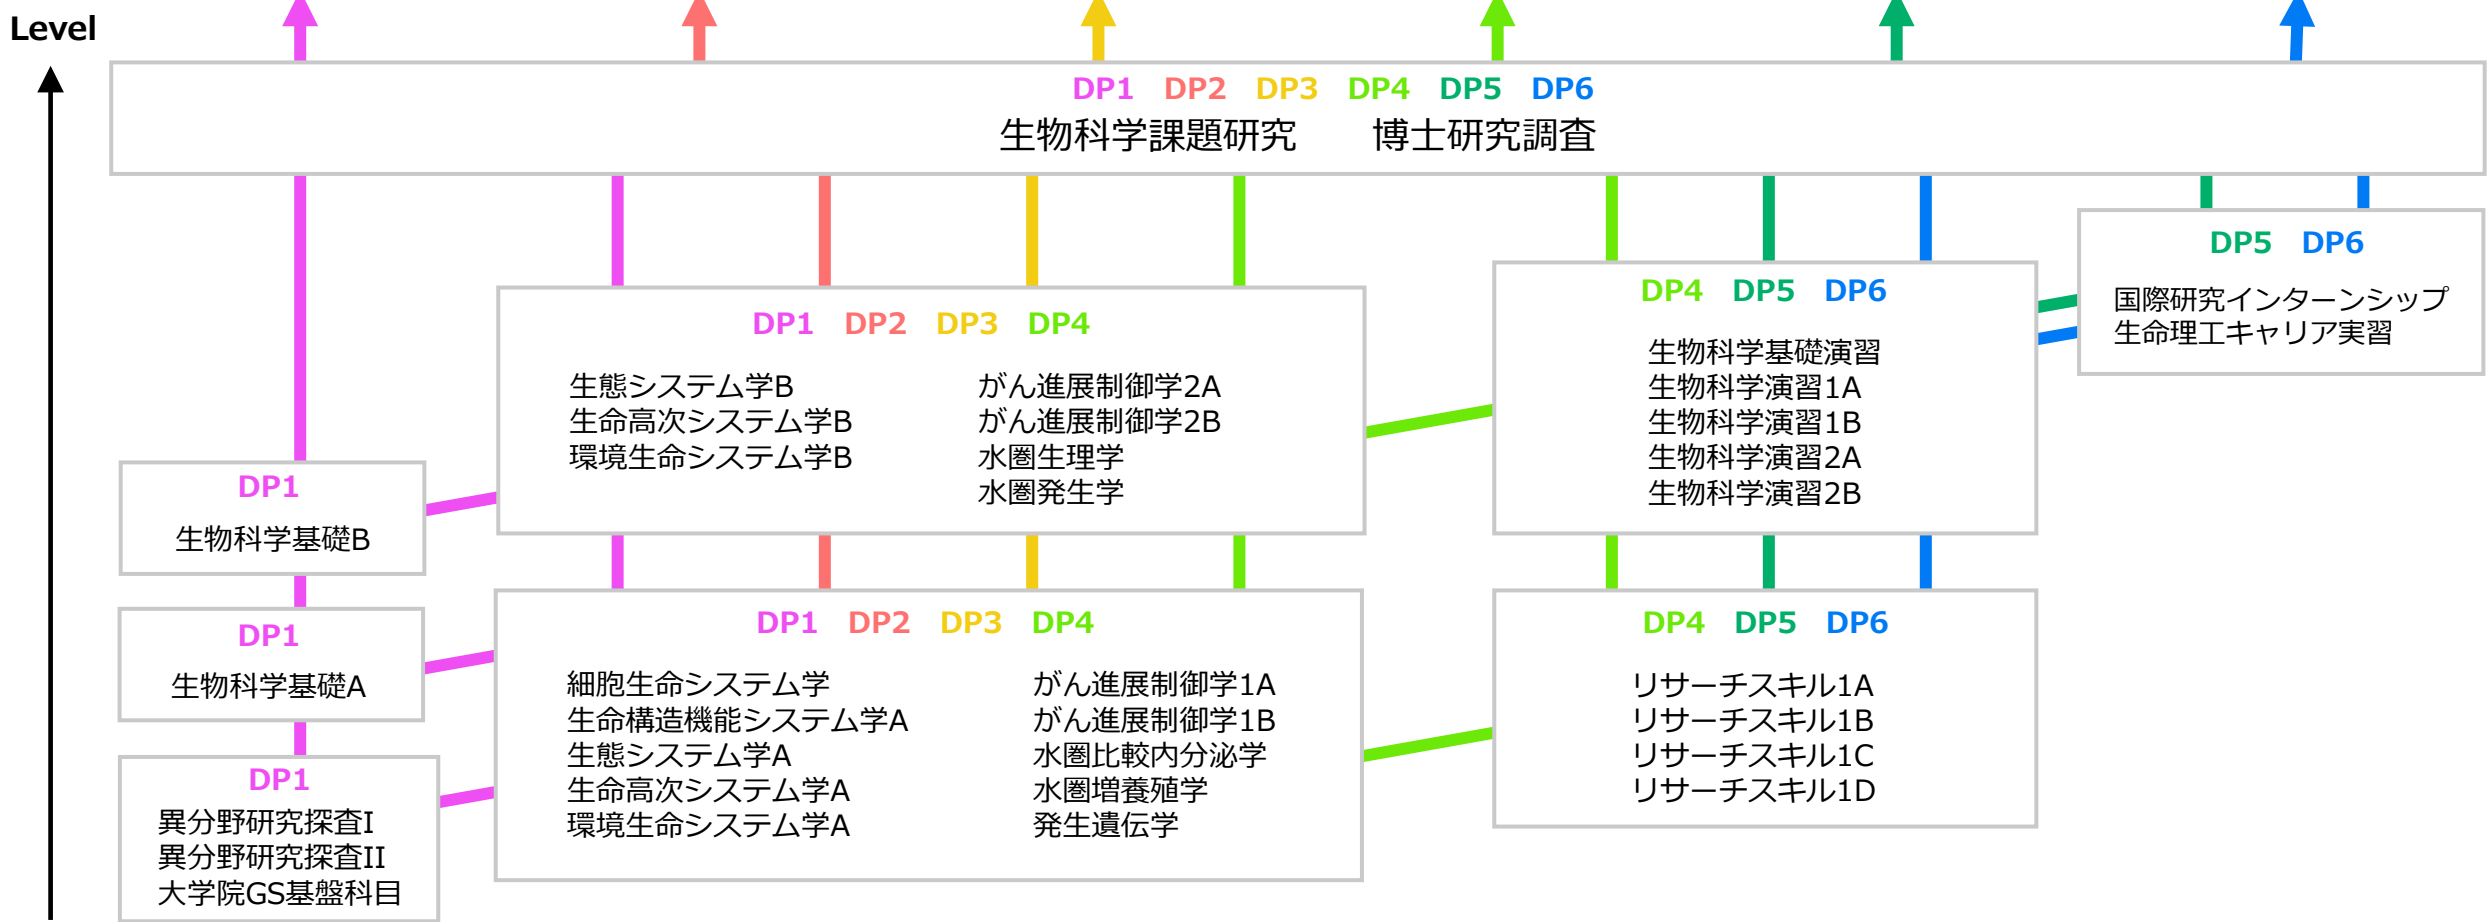 Level
DP1 DP2 DP3 DP4 DP5 DP6
生物科学課題研究 博士研究調査
DP5 DP6
国際研究インターンシップ
生命理工キャリア実習
DP1 DP2 DP3 DP4
生態システム学B
生命高次システム学B
環境生命システム学B
がん進展制御学2A
がん進展制御学2B
水圏生理学
水圏発生学
DP4 DP5 DP6
生物科学基礎演習
生物科学演習1A
生物科学演習1B
生物科学演習2A
生物科学演習2B
DP1
生物科学基礎B
DP1
生物科学基礎A
DP1
異分野研究探査I
異分野研究探査II
大学院GS基盤科目
DP1 DP2 DP3 DP4
細胞生命システム学
生命構造機能システム学A
生態システム学A
生命高次システム学A
環境生命システム学A
がん進展制御学1A
がん進展制御学1B
水圏比較内分泌学
水圏増養殖学
発生遺伝学
DP4 DP5 DP6
リサーチスキル1A
リサーチスキル1B
リサーチスキル1C
リサーチスキル1D